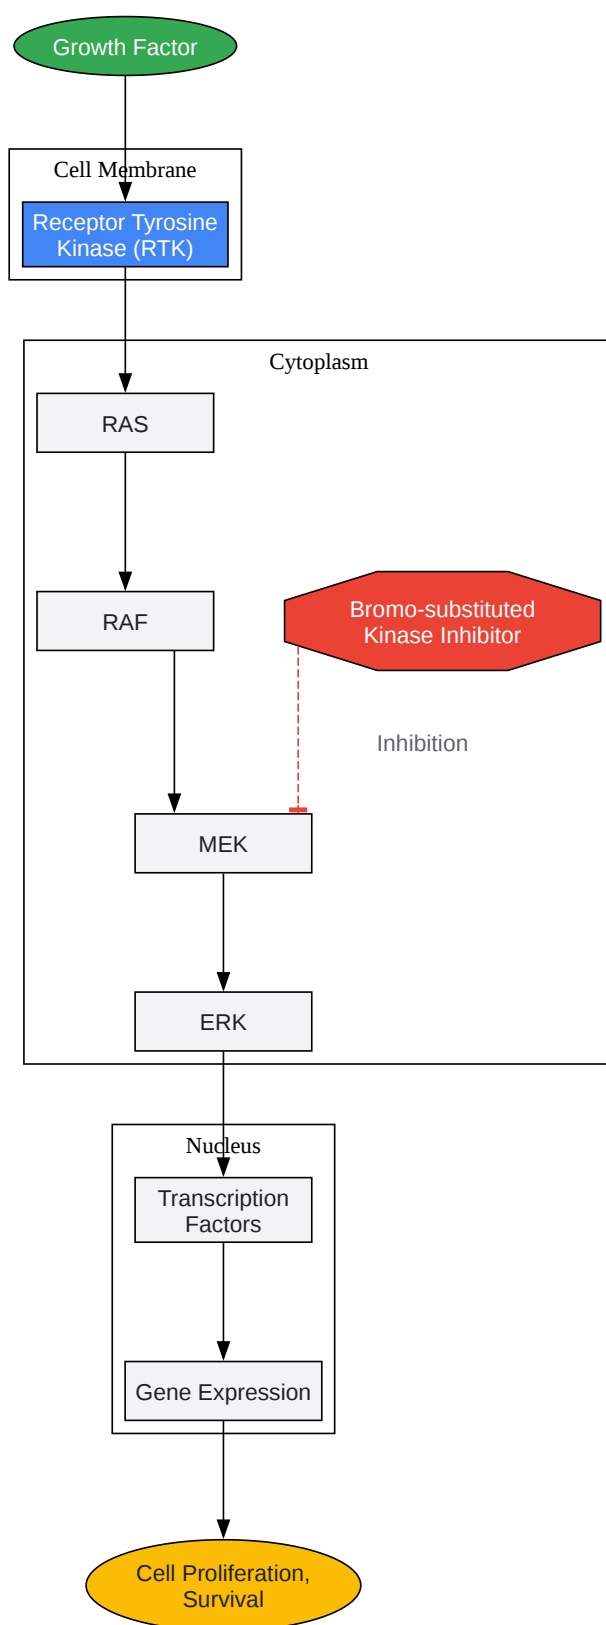 Growth Factor
Cell Membrane
Receptor Tyrosine
Kinase (RTK)
Cytoplasm
RAS
RAF
Bromo-substituted
Kinase Inhibitor
Inhibition
MEK
ERK
Nucleus
Transcription
Factors
Gene Expression
Cell Proliferation,
Survival